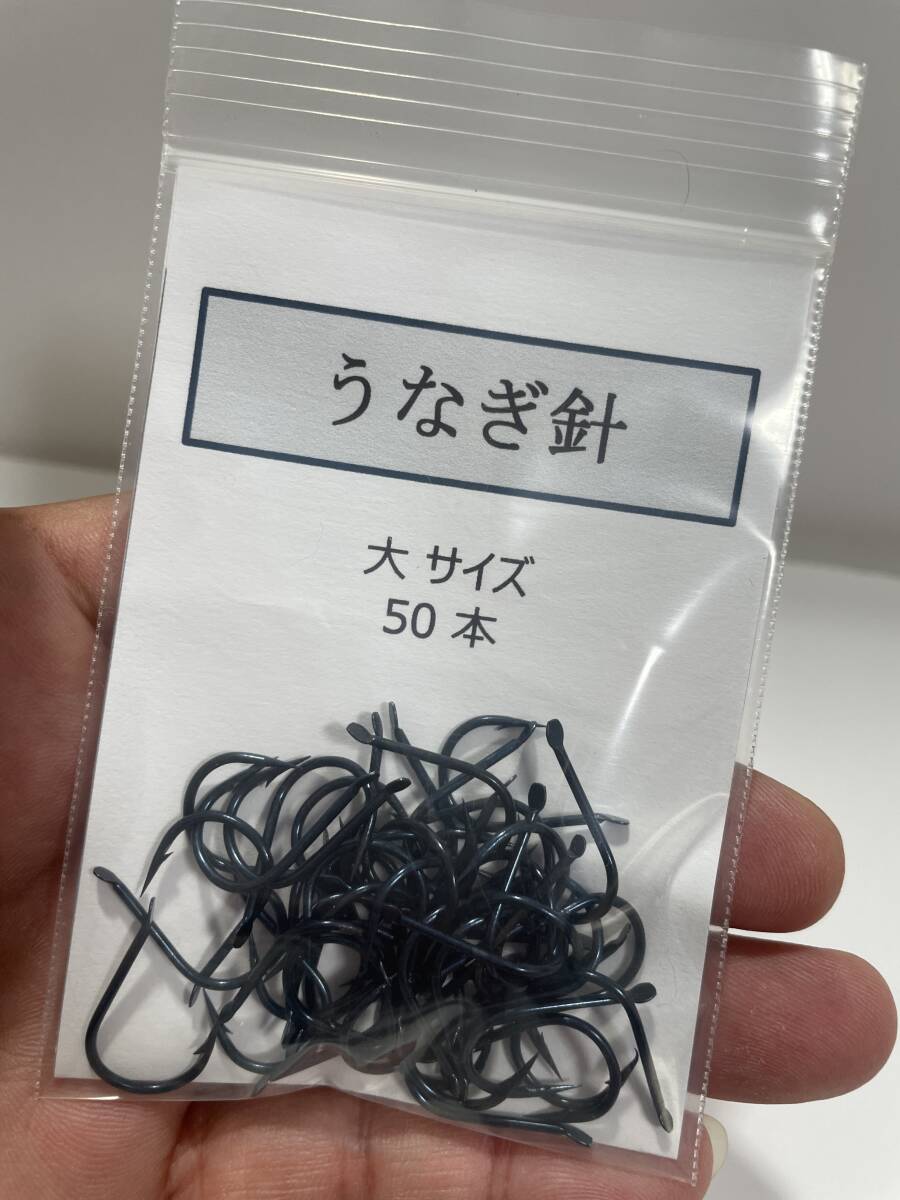 うなぎ針
大 サイズ
50 本